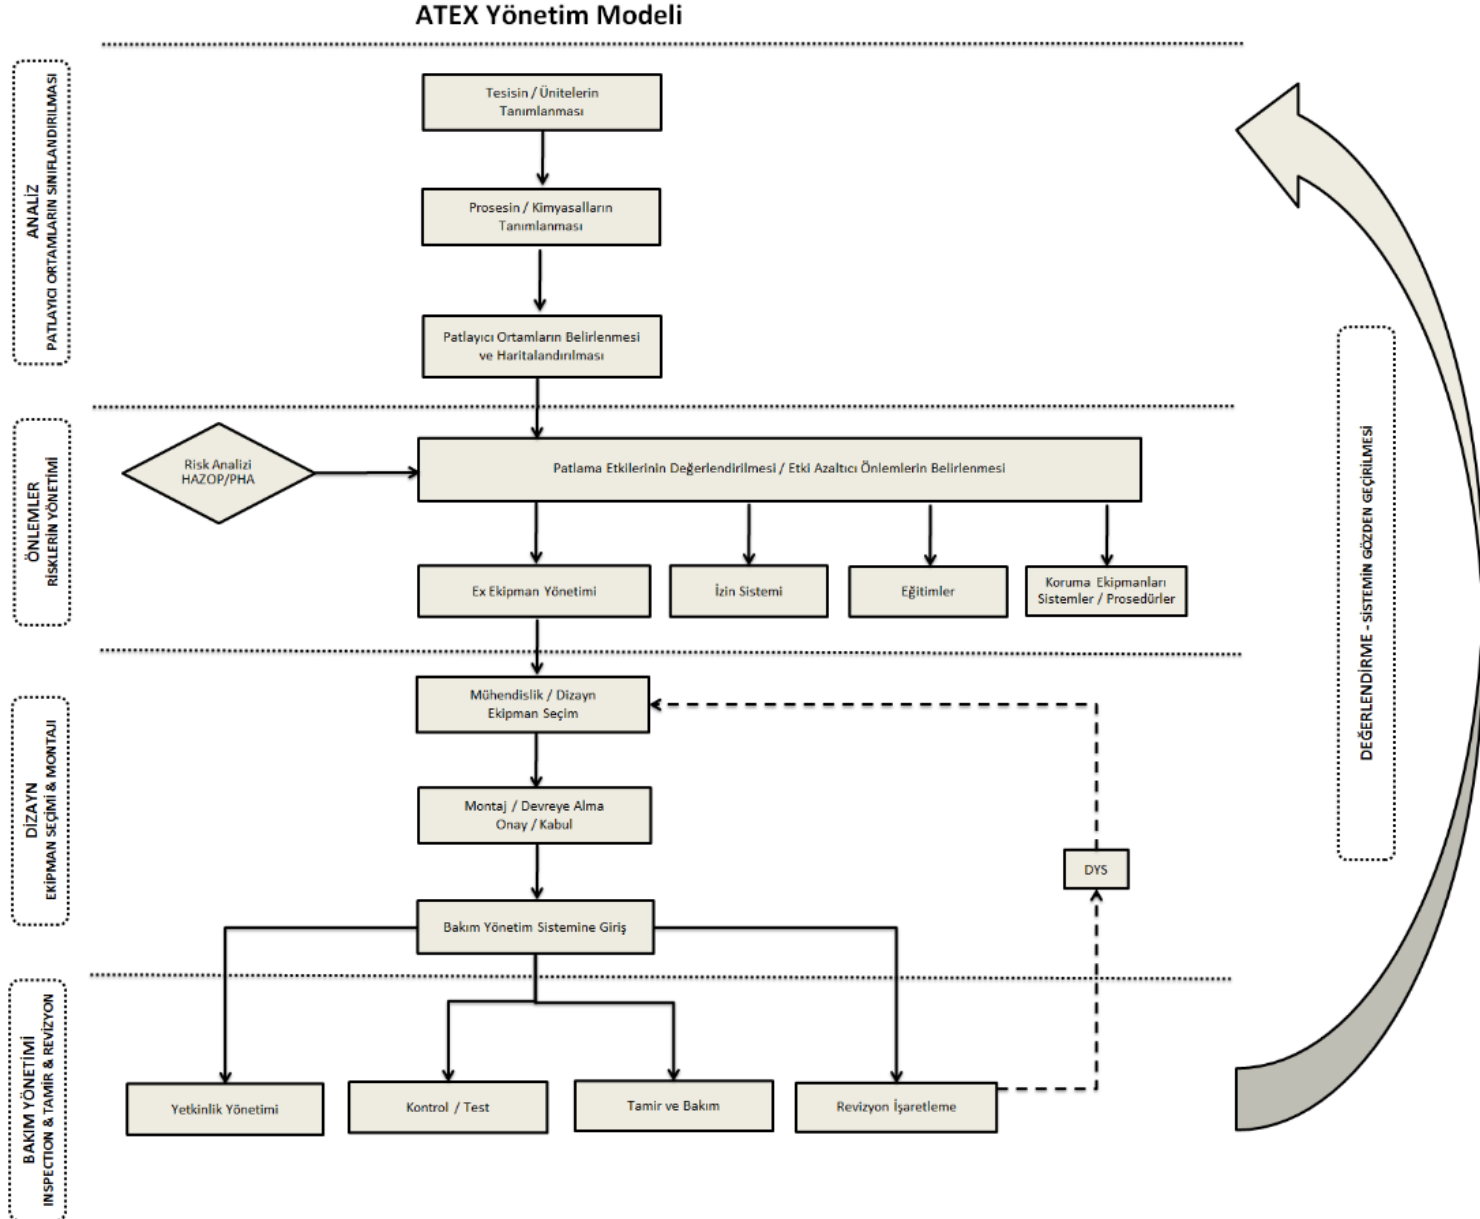 ATEX Yönetim Modeli
ANALİZ
PATLAYICI ORTAMLARIN SINIFLANDIRILMASI
Tesisin / Ünitelerin
Tanımlanması
Prosesin / Kimyasalların
Tanımlanması
Patlayıcı Ortamların Belirlenmesi
ve Haritalandırılması
ÖNLEMLER
RİSKLERİN YÖNETİMİ
Risk Analizi
HAZOP/PHA
Patlama Etkilerinin Değerlendirilmesi / Etki Azaltıcı Önlemlerin Belirlenmesi
Ex Ekipman Yönetimi
İzin Sistemi
Eğitimler
Koruma Ekipmanları
Sistemler / Prosedürler
DİZAYN
EKİPMAN SEÇİMİ & MONTAJI
Mühendislik / Dizayn
Ekipman Seçim
Montaj / Devreye Alma
Onay / Kabul
DYS
Bakım Yönetim Sistemine Giriş
BAKIM YÖNETİMİ
INSPECTION & TAMİR & REVİZYON
Yetkinlik Yönetimi
Kontrol / Test
Tamir ve Bakım
Revizyon İşaretleme
DEĞERLENDİRME - SİSTEMİN GÖZDEN GEÇİRİLMESİ